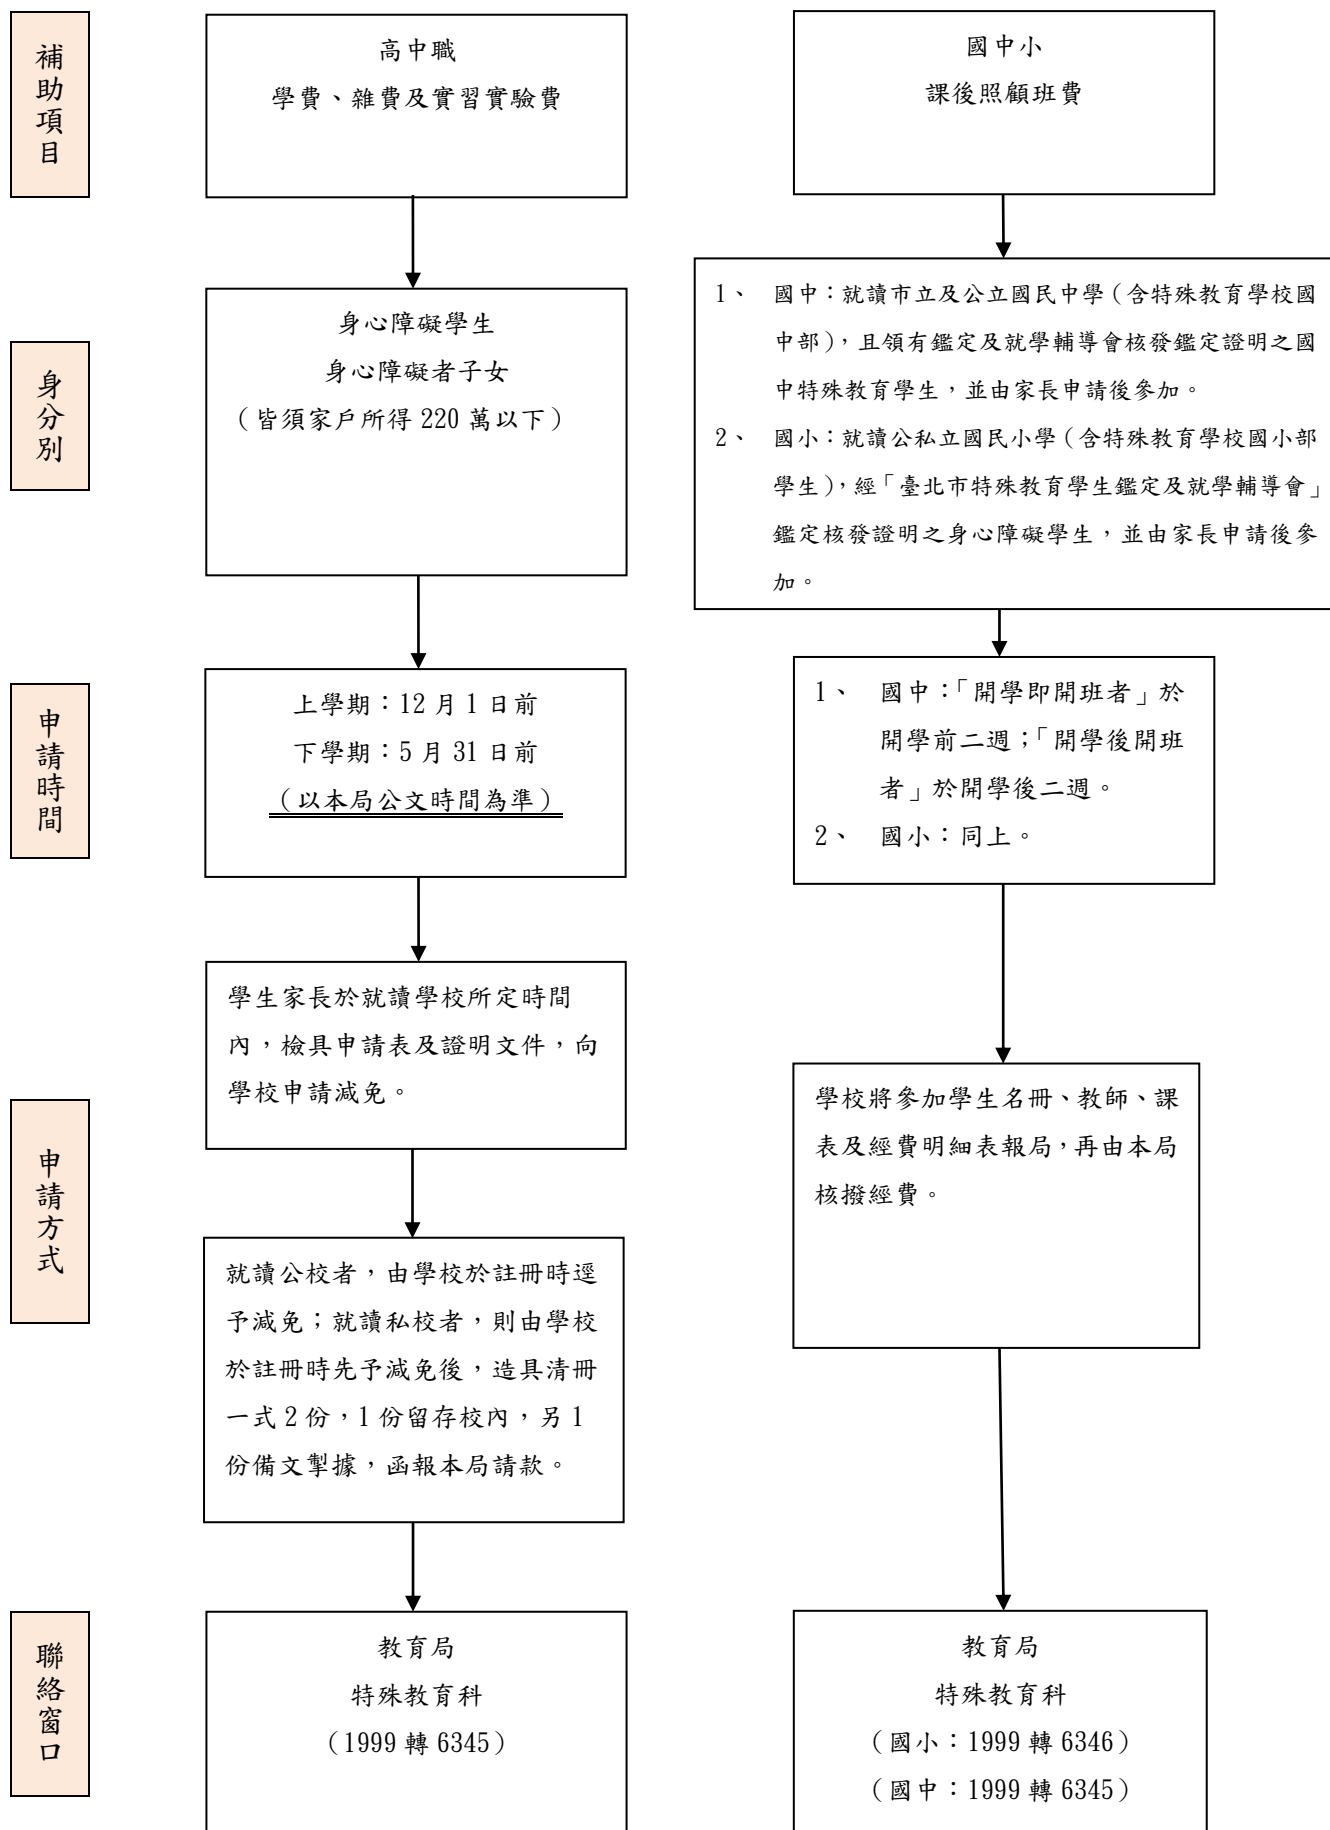 補助項目
高中職
學費、雜費及實習實驗費
國中小
課後照顧班費
身分別
身心障礙學生
身心障礙者子女
（皆須家戶所得 220 萬以下）
1、 國中：就讀市立及公立國民中學（含特殊教育學校國
中部），且領有鑑定及就學輔導會核發鑑定證明之國
中特殊教育學生，並由家長申請後參加。
2、 國小：就讀公私立國民小學（含特殊教育學校國小部
學生），經「臺北市特殊教育學生鑑定及就學輔導會」
鑑定核發證明之身心障礙學生，並由家長申請後參
加。
申請時間
上學期：12 月 1 日前
下學期：5 月 31 日前
（以本局公文時間為準）
1、 國中：「開學即開班者」於
開學前二週；「開學後開班
者」於開學後二週。
2、 國小：同上。
申請方式
學生家長於就讀學校所定時間
內，檢具申請表及證明文件，向
學校申請減免。
就讀公校者，由學校於註冊時逕
予減免；就讀私校者，則由學校
於註冊時先予減免後，造具清冊
一式 2 份，1 份留存校內，另 1
份備文掣據，函報本局請款。
學校將參加學生名冊、教師、課
表及經費明細表報局，再由本局
核撥經費。
聯絡窗口
教育局
特殊教育科
（1999 轉 6345）
教育局
特殊教育科
（國小：1999 轉 6346）
（國中：1999 轉 6345）